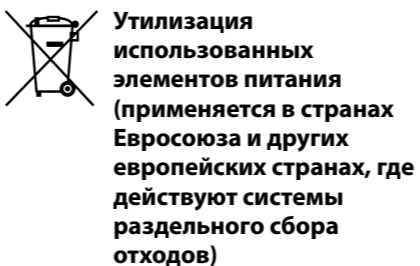 Утилизация
использованных
элементов питания
(применяется в странах
Евросоюза и других
европейских странах, где
действуют системы
раздельного сбора
отходов)